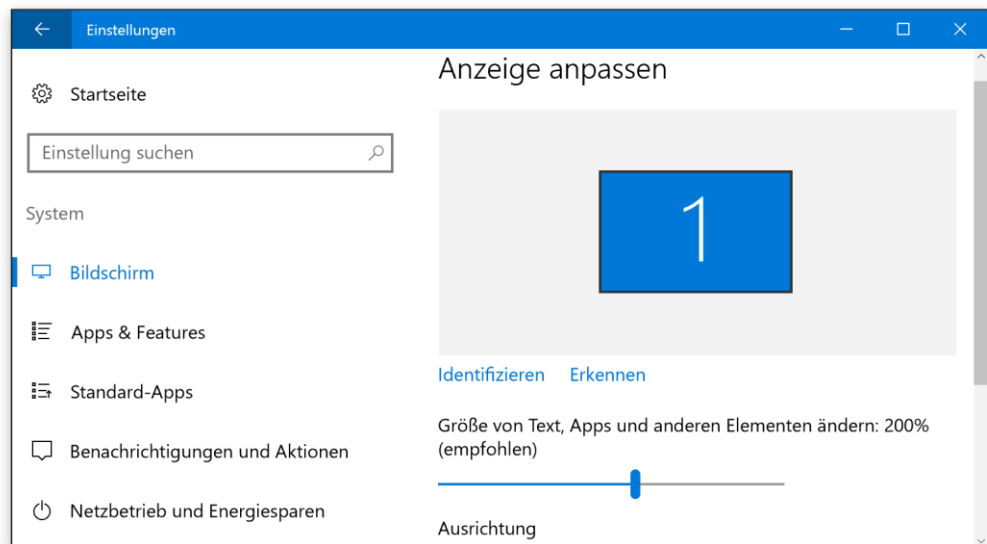 Einstellungen
Startseite
Einstellung suchen
System
Bildschirm
Apps & Features
Standard-Apps
Benachrichtigungen und Aktionen
Netzbetrieb und Energiesparen
Anzeige anpassen
1
Identifizieren Erkennen
Größe von Text, Apps und anderen Elementen ändern: 200%
(empfohlen)
Ausrichtung